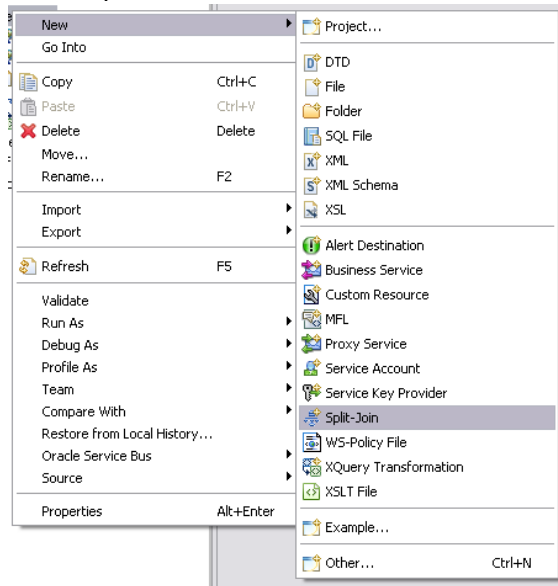 New
Go Into
Copy Ctrl+C
Paste Ctrl+V
Delete Delete
Move...
Rename... F2
Import
Export
Refresh F5
Validate
Run As
Debug As
Profile As
Team
Compare With
Restore from Local History...
Oracle Service Bus
Source
Properties Alt+Enter
Project...
DTD
File
Folder
SQL File
XML
XML Schema
XSL
Alert Destination
Business Service
Custom Resource
MFL
Proxy Service
Service Account
Service Key Provider
Split-Join
WS-Policy File
XQuery Transformation
XSLT File
Example...
Other... Ctrl+N